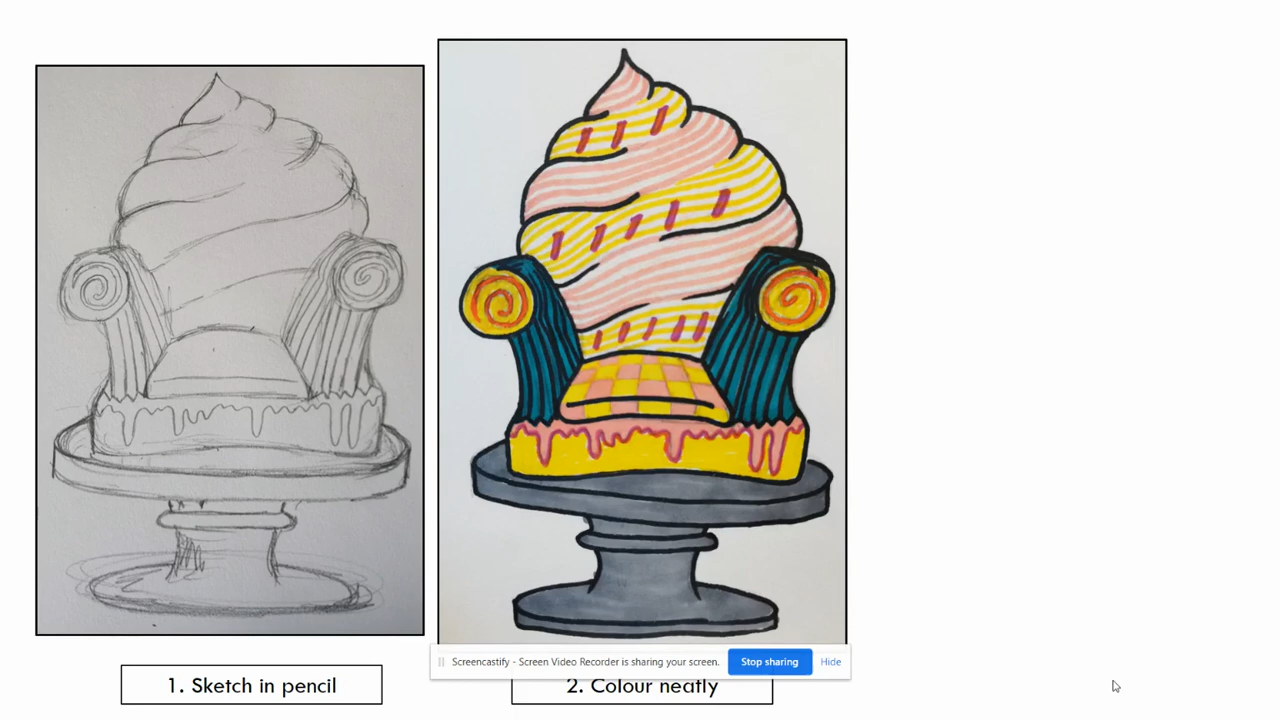 Screencastify - Screen Video Recorder is sharing your screen.
Stop sharing
Hide
1. Sketch in pencil
2. Colour neatly